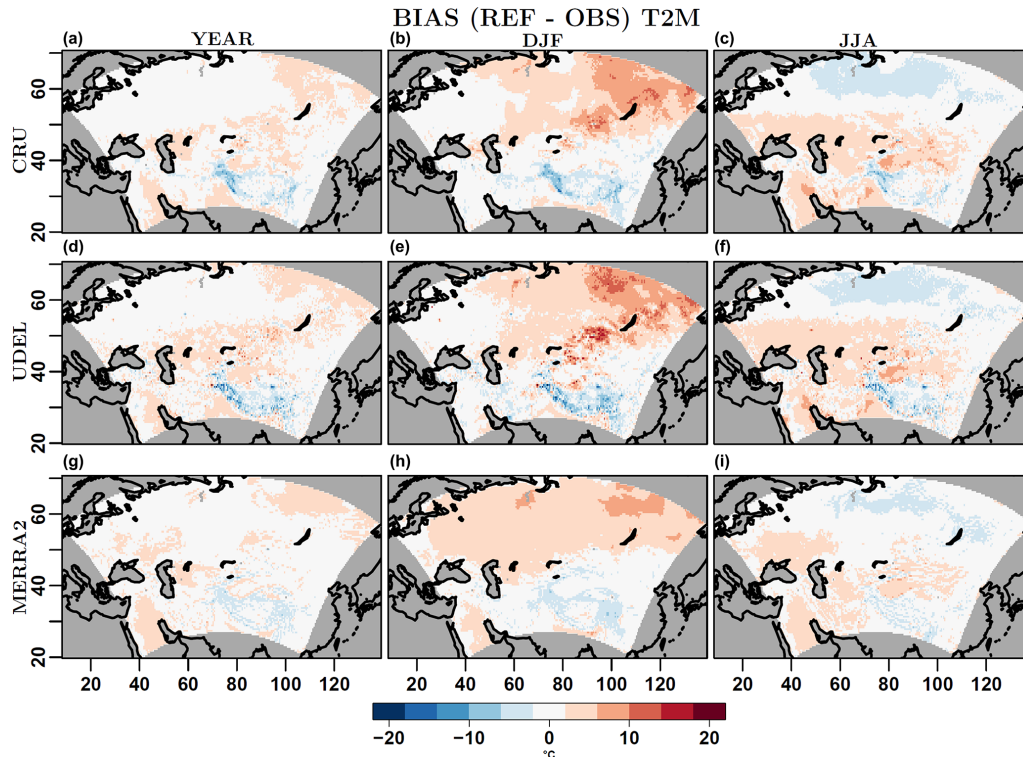 BIAS (REF - OBS) T2M
(a) YEAR (b) DJF (c) JJA
CRU
60
40
20
(d) (e) (f)
UDEL
60
40
20
(g) (h) (i)
MERRA2
60
40
20
20 40 60 80 100 120 20 40 60 80 100 120 20 40 60 80 100 120
−20 −10 0 10 20
°C